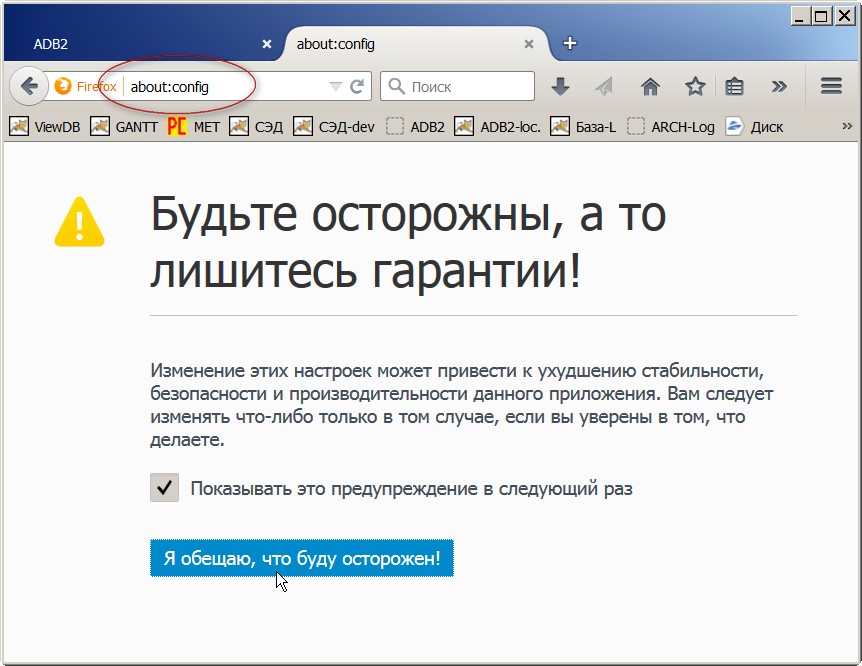 ADB2
about:config
Firefox about:config
Поиск
ViewDB GANTT PC MET СЭД СЭД-dev ADB2 ADB2-loc. База-L ARCH-Log Диск
Будьте осторожны, а то
лишитесь гарантии!
Изменение этих настроек может привести к ухудшению стабильности,
безопасности и производительности данного приложения. Вам следует
изменять что-либо только в том случае, если вы уверены в том, что
делаете.
Показывать это предупреждение в следующий раз
Я обещаю, что буду осторожен!